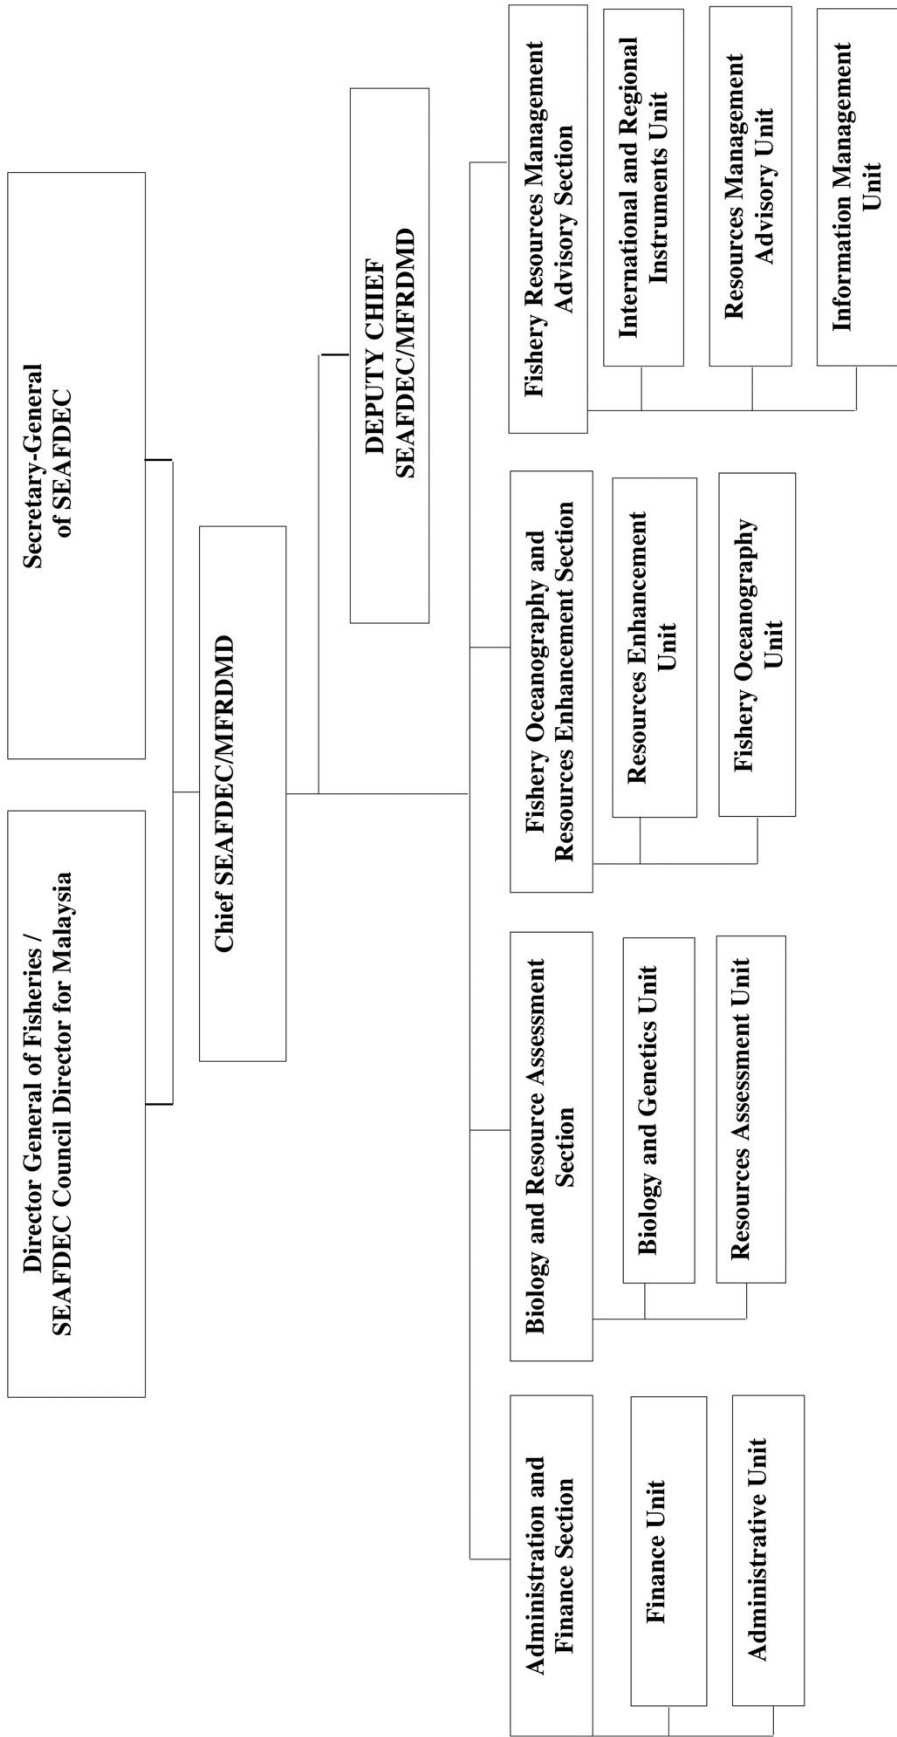 Director General of Fisheries /
SEAFDEC Council Director for Malaysia
Secretary-General
of SEAFDEC
Chief SEAFDEC/MFRDMD
DEPUTY CHIEF
SEAFDEC/MFRDMD
Administration and
Finance Section
Finance Unit
Administrative Unit
Biology and Resource Assessment
Section
Biology and Genetics Unit
Resources Assessment Unit
Fishery Oceanography and
Resources Enhancement Section
Resources Enhancement
Unit
Fishery Oceanography
Unit
Fishery Resources Management
Advisory Section
International and Regional
Instruments Unit
Resources Management
Advisory Unit
Information Management
Unit